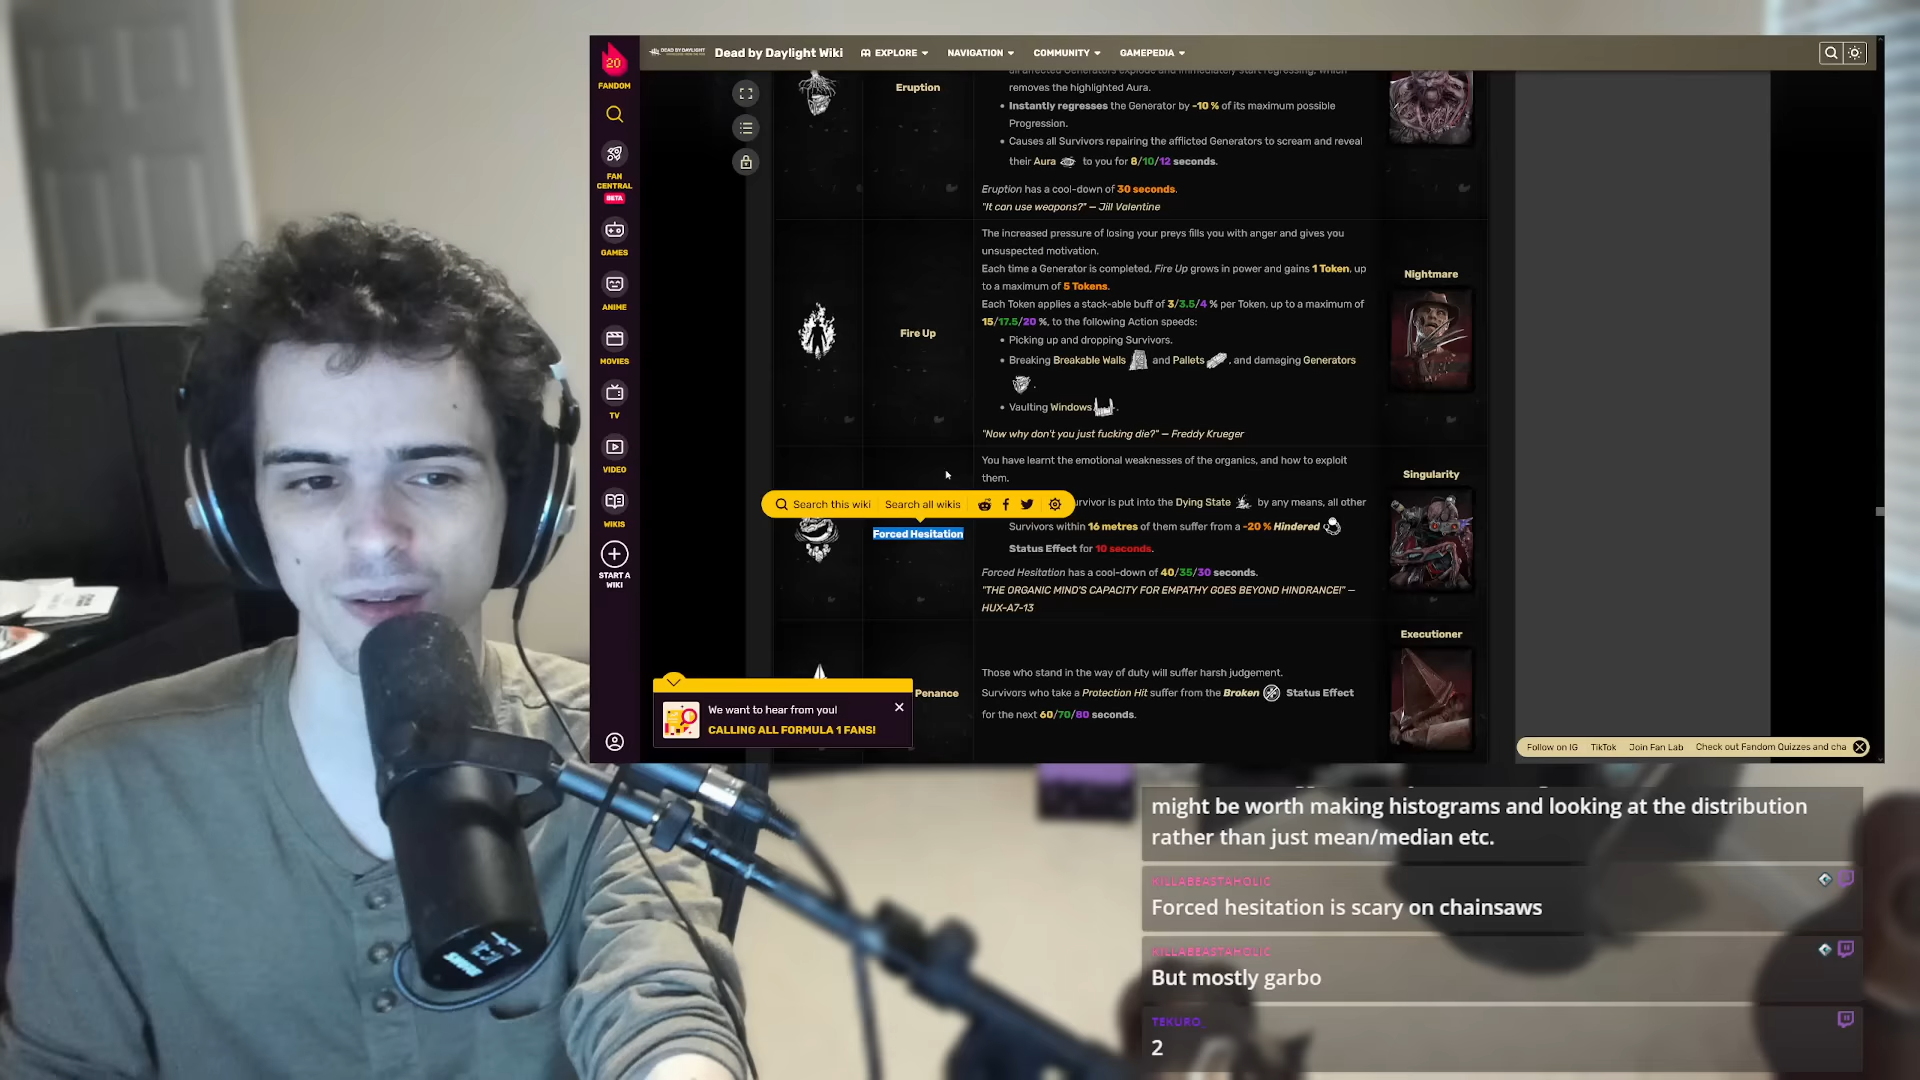 20
FANDOM
FAN
CENTRAL
BETA
GAMES
ANIME
MOVIES
TV
VIDEO
WIKIS
START A
WIKI
DEAD BY DAYLIGHT
Dead by Daylight Wiki
EXPLORE
NAVIGATION
COMMUNITY
GAMEPEDIA
Eruption
all affected Generators explode and immediately start regressing, which
removes the highlighted Aura.
• Instantly regresses the Generator by -10 % of its maximum possible
Progression.
• Causes all Survivors repairing the afflicted Generators to scream and reveal
their Aura to you for 8/10/12 seconds.
Eruption has a cool-down of 30 seconds.
"It can use weapons?" — Jill Valentine
Fire Up
The increased pressure of losing your preys fills you with anger and gives you
unsuspected motivation.
Each time a Generator is completed, Fire Up grows in power and gains 1 Token, up
to a maximum of 5 Tokens.
Each Token applies a stack-able buff of 3/3.5/4 % per Token, up to a maximum of
15/17.5/20 %, to the following Action speeds:
• Picking up and dropping Survivors.
• Breaking Breakable Walls and Pallets , and damaging Generators
.
• Vaulting Windows .
"Now why don't you just fucking die?" — Freddy Krueger
Nightmare
Search this wiki
Search all wikis
Forced Hesitation
You have learnt the emotional weaknesses of the organics, and how to exploit
them.
urvivor is put into the Dying State by any means, all other
Survivors within 16 metres of them suffer from a -20 % Hindered
Status Effect for 10 seconds.
Forced Hesitation has a cool-down of 40/35/30 seconds.
"THE ORGANIC MIND'S CAPACITY FOR EMPATHY GOES BEYOND HINDRANCE!" —
HUX-A7-13
Singularity
Penance
Those who stand in the way of duty will suffer harsh judgement.
Survivors who take a Protection Hit suffer from the Broken Status Effect
for the next 60/70/80 seconds.
Executioner
We want to hear from you!
CALLING ALL FORMULA 1 FANS!
Follow on IG
TikTok
Join Fan Lab
Check out Fandom Quizzes and cha
might be worth making histograms and looking at the distribution
rather than just mean/median etc.
KILLABEASTAHOLIC
Forced hesitation is scary on chainsaws
KILLABEASTAHOLIC
But mostly garbo
TEKURO_
2